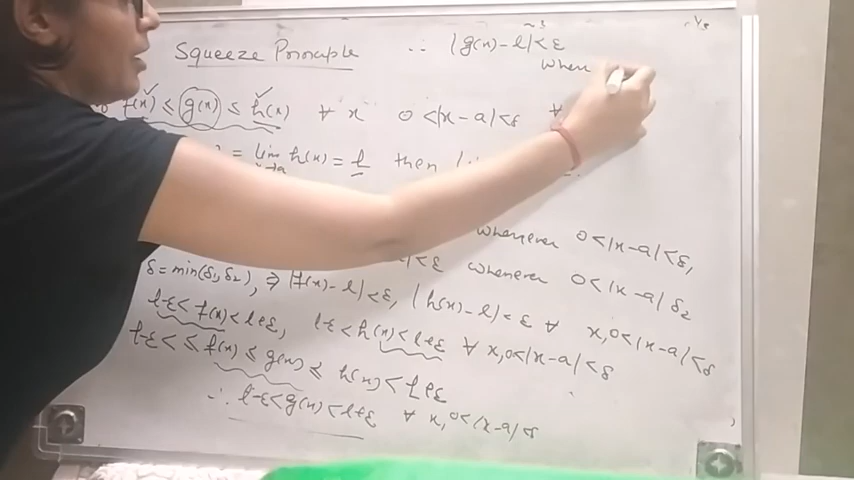 Squeeze Principle ∴ |g(x) - l| < ε
when
f(x) ≤ g(x) ≤ h(x) ∀ x 0 < |x - a| < δ
= lim h(x) = l then
x→a
whenever 0 < |x - a| < δ1
| < ε whenever 0 < |x - a| δ2
δ = min(δ1, δ2), ⇒ |f(x) - l| < ε, |h(x) - l| < ε ∀ x, 0 < |x - a| < δ
l-ε < f(x) < l+ε, l-ε < h(x) < l+ε ∀ x, 0 < |x - a| < δ
l-ε < ≤ f(x) ≤ g(x) ≤ h(x) < l+ε
∴ l-ε < g(x) < l+ε ∀ x, 0 < |x - a| < δ